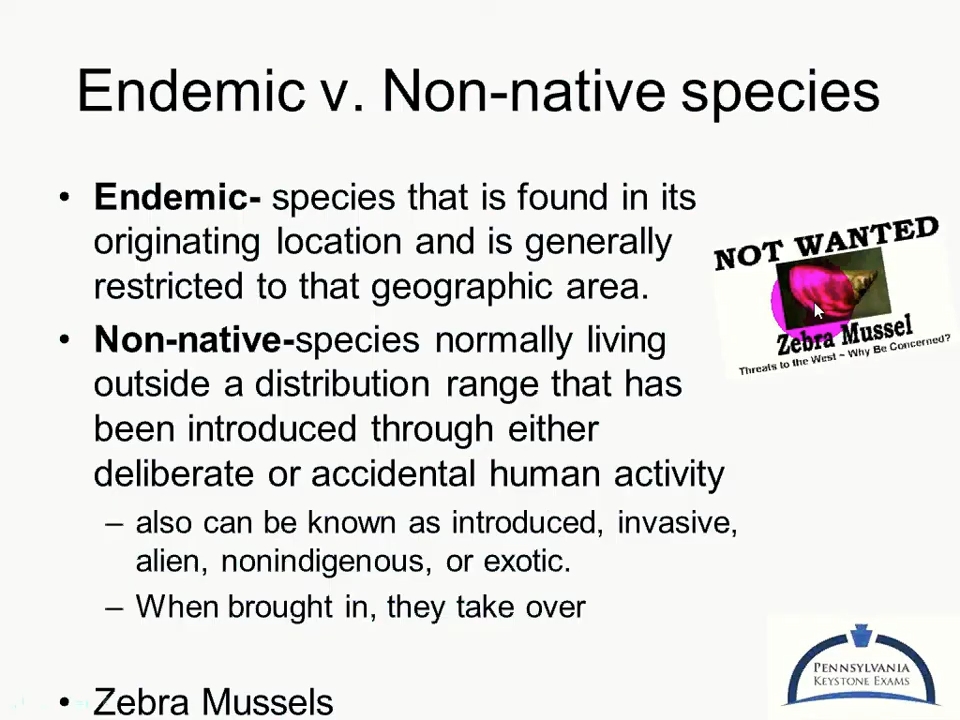 Endemic v. Non-native species
• Endemic- species that is found in its
originating location and is generally
restricted to that geographic area.
• Non-native-species normally living
outside a distribution range that has
been introduced through either
deliberate or accidental human activity
– also can be known as introduced, invasive,
alien, nonindigenous, or exotic.
– When brought in, they take over
• Zebra Mussels
NOT WANTED
Zebra Mussel
Threats to the West ~ Why Be Concerned?
PENNSYLVANIA
KEYSTONE EXAMS